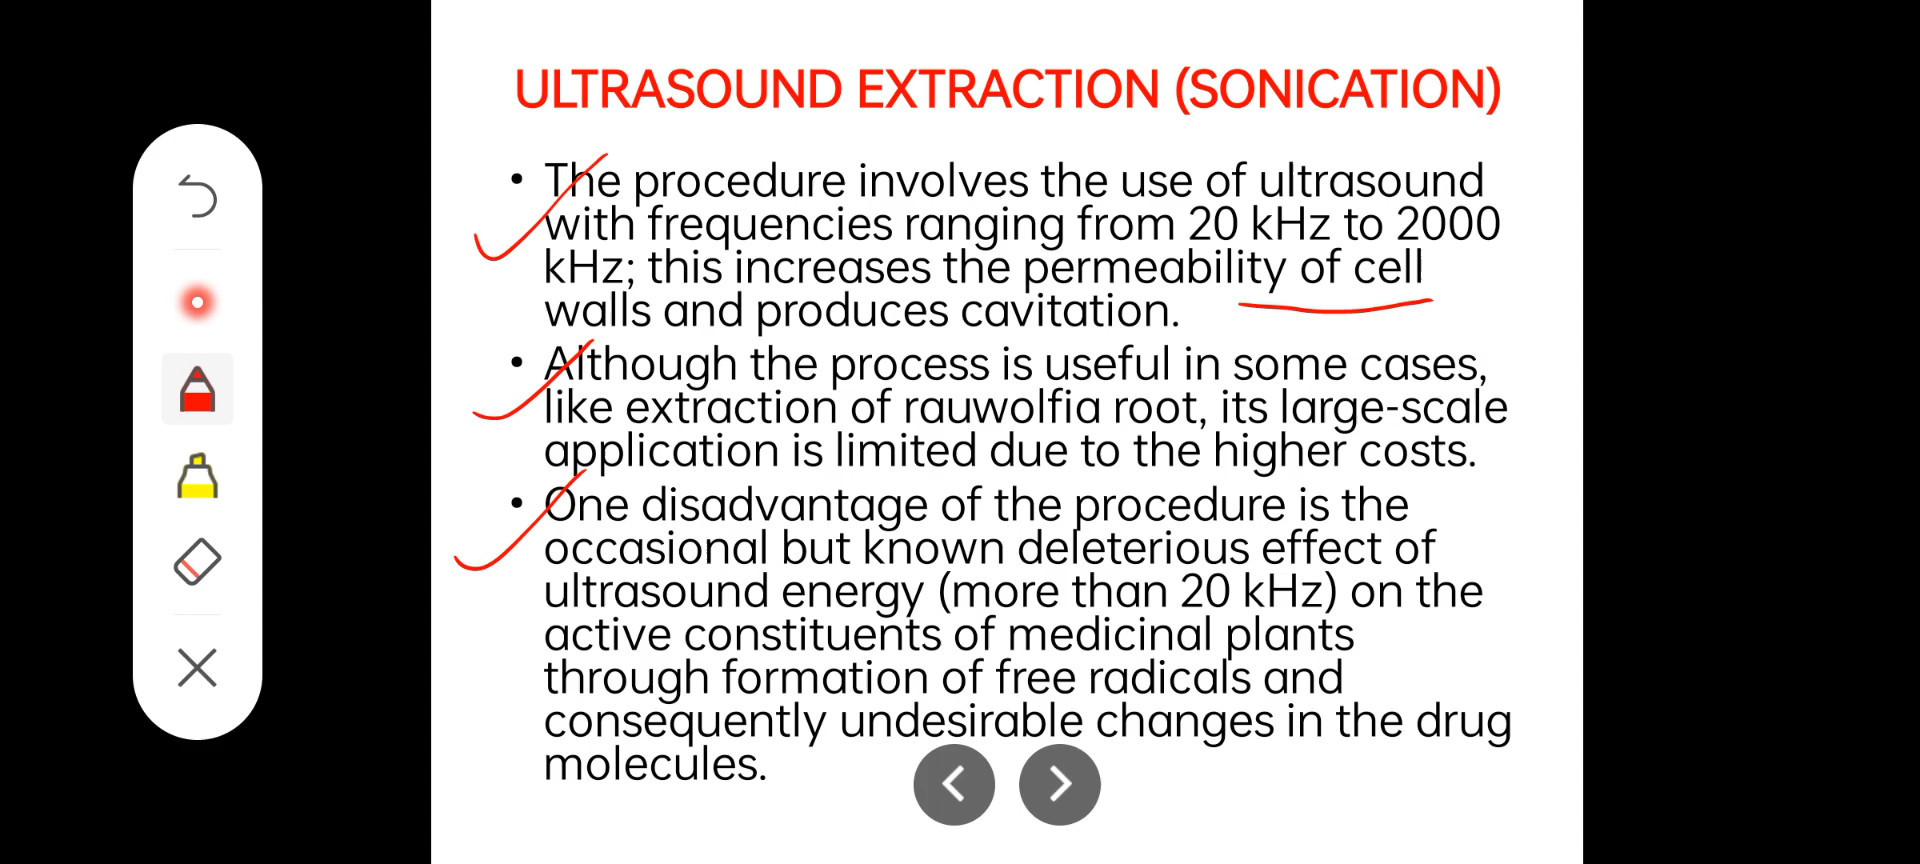 ULTRASOUND EXTRACTION (SONICATION)
• The procedure involves the use of ultrasound
with frequencies ranging from 20 kHz to 2000
kHz; this increases the permeability of cell
walls and produces cavitation.
• Although the process is useful in some cases,
like extraction of rauwolfia root, its large-scale
application is limited due to the higher costs.
• One disadvantage of the procedure is the
occasional but known deleterious effect of
ultrasound energy (more than 20 kHz) on the
active constituents of medicinal plants
through formation of free radicals and
consequently undesirable changes in the drug
molecules.